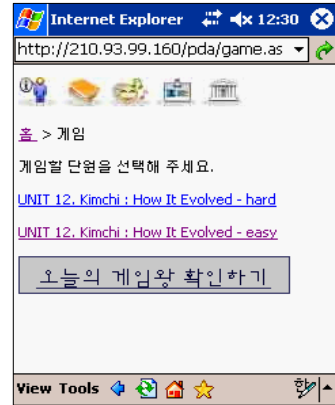 Internet Explorer 12:30
http://210.93.99.160/pda/game.as
홈 > 게임
게임할 단원을 선택해 주세요.
UNIT 12. Kimchi : How It Evolved - hard
UNIT 12. Kimchi : How It Evolved - easy
오늘의 게임왕 확인하기
View Tools 한